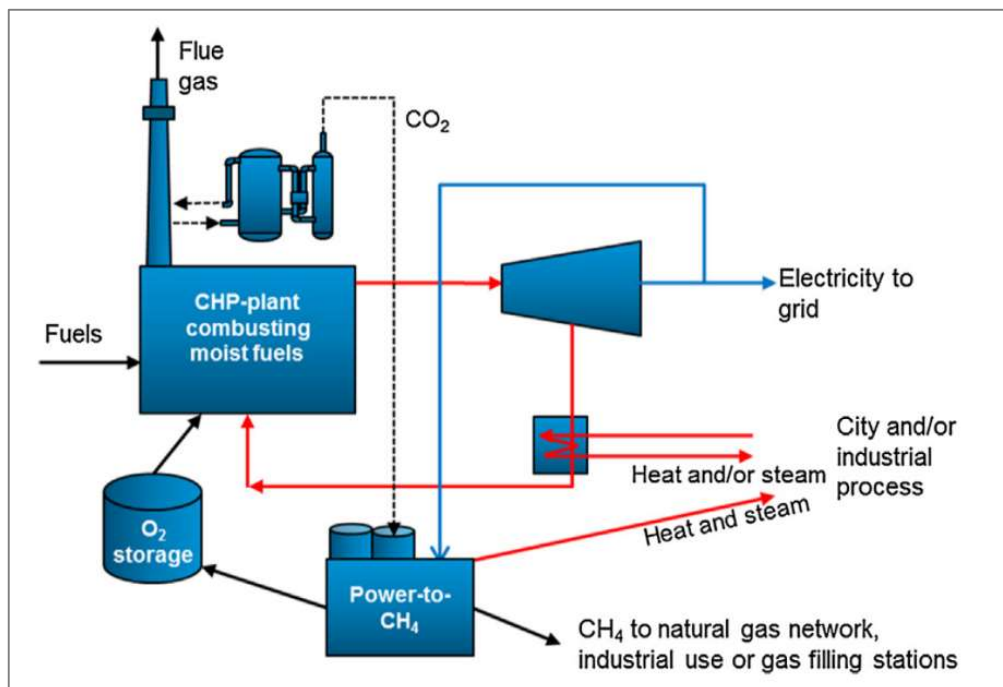 Flue
gas
CO₂
CHP-plant
combusting
moist fuels
Fuels
Electricity to
grid
City and/or
industrial
process
Heat and/or steam
Heat and steam
O₂
storage
Power-to-
CH₄
CH₄ to natural gas network,
industrial use or gas filling stations